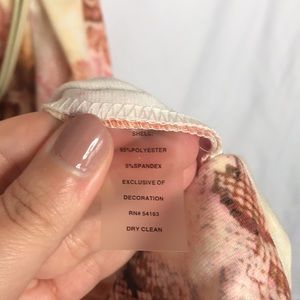 SHELL:
95%POLYESTER
5%SPANDEX
EXCLUSIVE OF
DECORATION
RN# 54163
DRY CLEAN